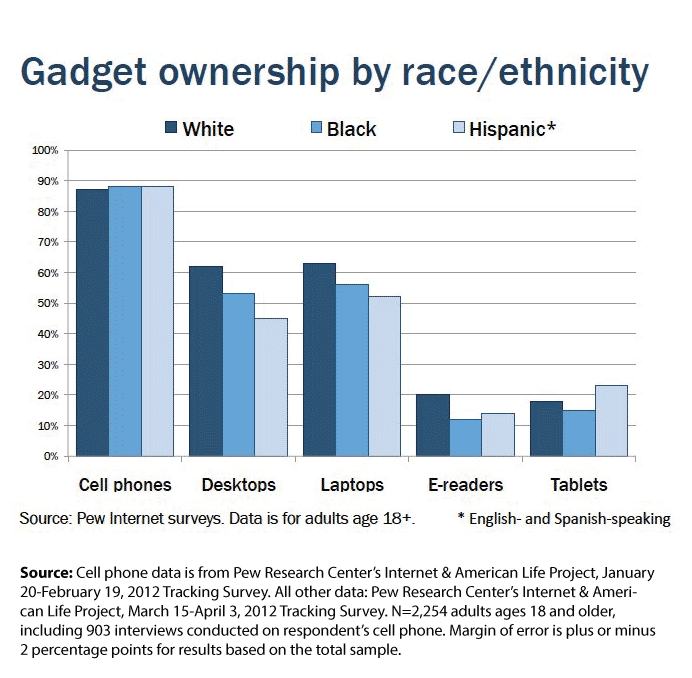 Gadget ownership by race/ethnicity
White Black Hispanic*
100%
90%
80%
70%
60%
50%
40%
30%
20%
10%
0%
Cell phones Desktops Laptops E-readers Tablets
Source: Pew Internet surveys. Data is for adults age 18+. * English- and Spanish-speaking
Source: Cell phone data is from Pew Research Center’s Internet & American Life Project, January
20-February 19, 2012 Tracking Survey. All other data: Pew Research Center’s Internet & Ameri-
can Life Project, March 15-April 3, 2012 Tracking Survey. N=2,254 adults ages 18 and older,
including 903 interviews conducted on respondent’s cell phone. Margin of error is plus or minus
2 percentage points for results based on the total sample.